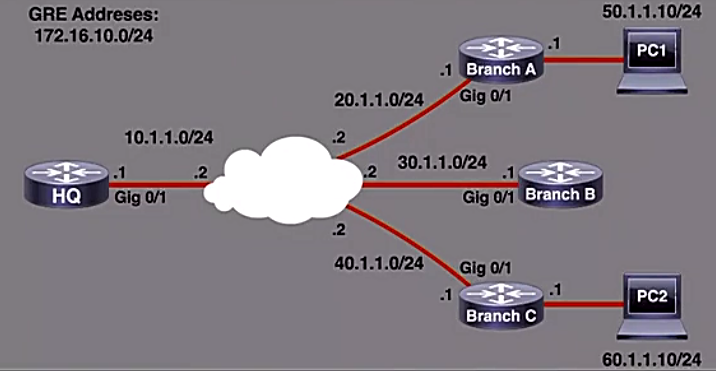 GRE Addreses:
172.16.10.0/24
50.1.1.10/24
PC1
.1
Branch A
.1
Gig 0/1
20.1.1.0/24
.2
10.1.1.0/24
HQ
.1
Gig 0/1
.2
.2
30.1.1.0/24
.1
Gig 0/1
Branch B
.2
40.1.1.0/24
Gig 0/1
.1
Branch C
.1
PC2
60.1.1.10/24